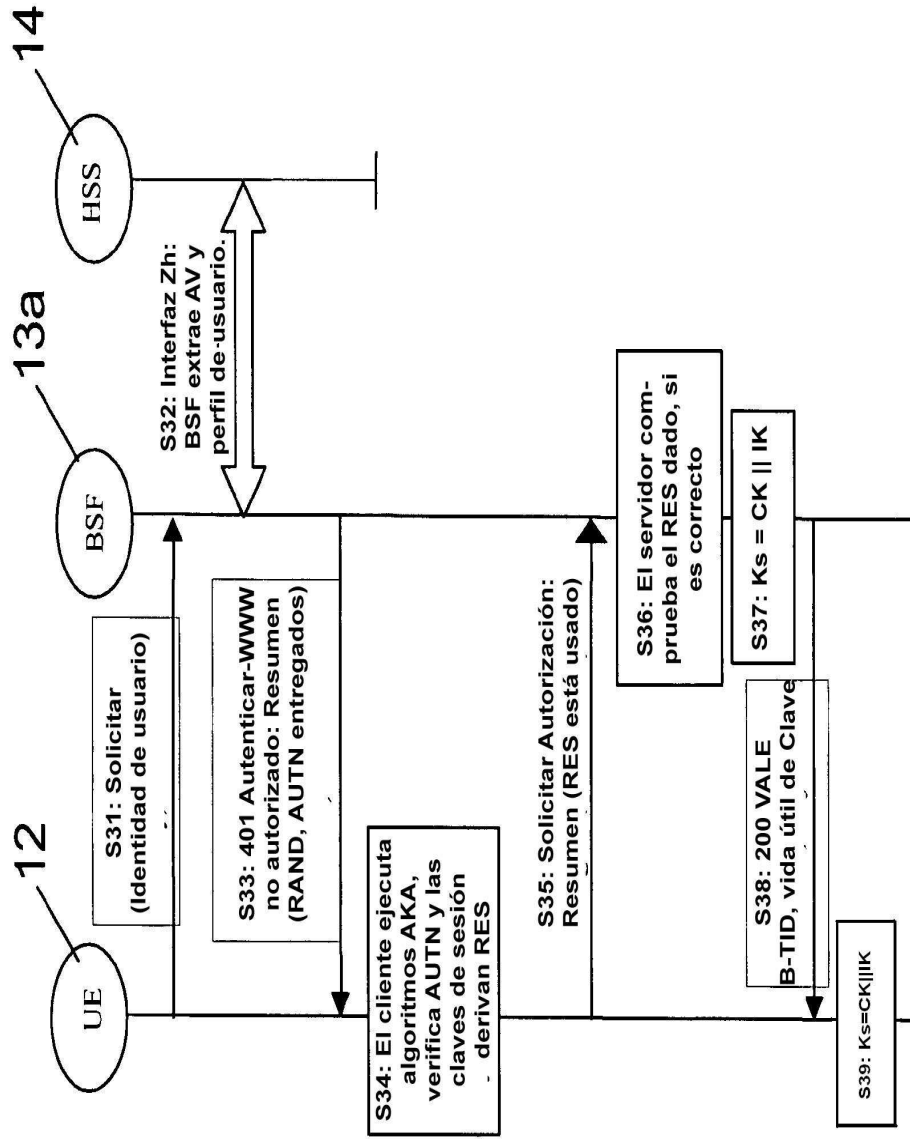 12
13a
14
UE
BSF
HSS
S31: Solicitar
(Identidad de usuario)
S32: Interfaz Zh:
BSF extrae AV y
perfil de usuario.
S33: 401 Autenticar-WWW
no autorizado: Resumen
(RAND, AUTN entregados)
S34: El cliente ejecuta
algoritmos AKA,
verifica AUTN y las
claves de sesión
derivan RES
S35: Solicitar Autorización:
Resumen (RES está usado)
S36: El servidor com-
prueba el RES dado, si
es correcto
S37: Ks = CK || IK
S38: 200 VALE
B-TID, vida útil de Clave
S39: Ks=CK||IK